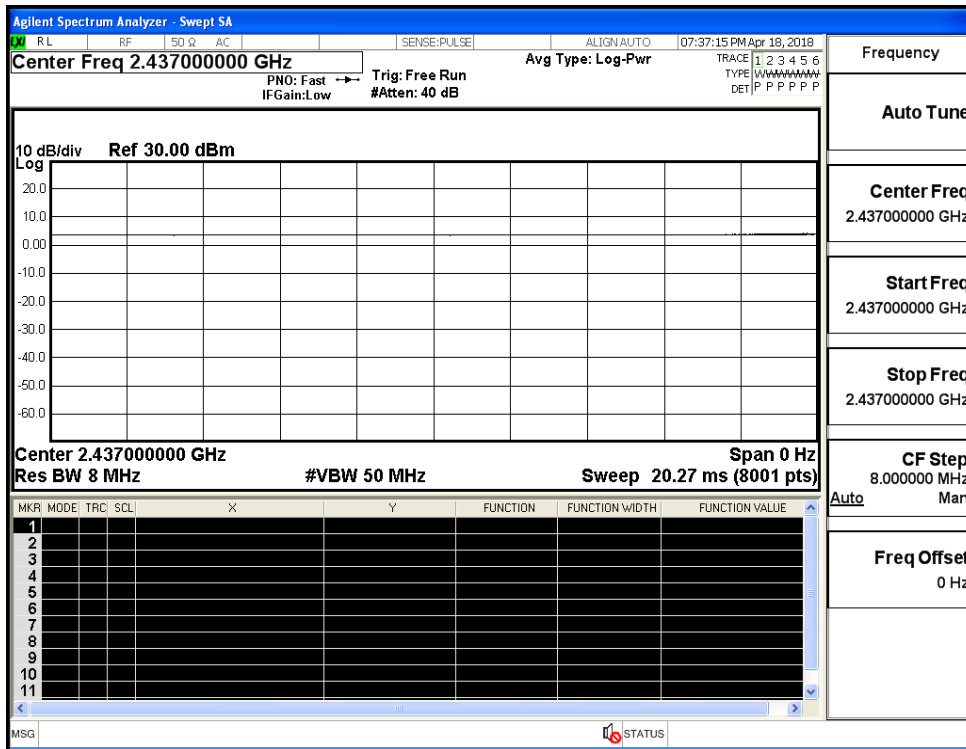 Agilent Spectrum Analyzer - Swept SA
LXI RL RF 50 Ω AC SENSE:PULSE ALIGNAUTO 07:37:15 PM Apr 18, 2018
Center Freq 2.437000000 GHz
PNO: Fast
IFGain:Low
Trig: Free Run
#Atten: 40 dB
Avg Type: Log-Pwr
TRACE 1 2 3 4 5 6
TYPE WWWWWW
DET P P P P P P
10 dB/div Ref 30.00 dBm
Log
20.0
10.0
0.00
-10.0
-20.0
-30.0
-40.0
-50.0
-60.0
Center 2.437000000 GHz Span 0 Hz
Res BW 8 MHz #VBW 50 MHz Sweep 20.27 ms (8001 pts)
MKR MODE TRC SCL X Y FUNCTION FUNCTION WIDTH FUNCTION VALUE
1
2
3
4
5
6
7
8
9
10
11
MSG STATUS
Frequency
Auto Tune
Center Freq
2.437000000 GHz
Start Freq
2.437000000 GHz
Stop Freq
2.437000000 GHz
CF Step
8.000000 MHz
Auto Man
Freq Offset
0 Hz